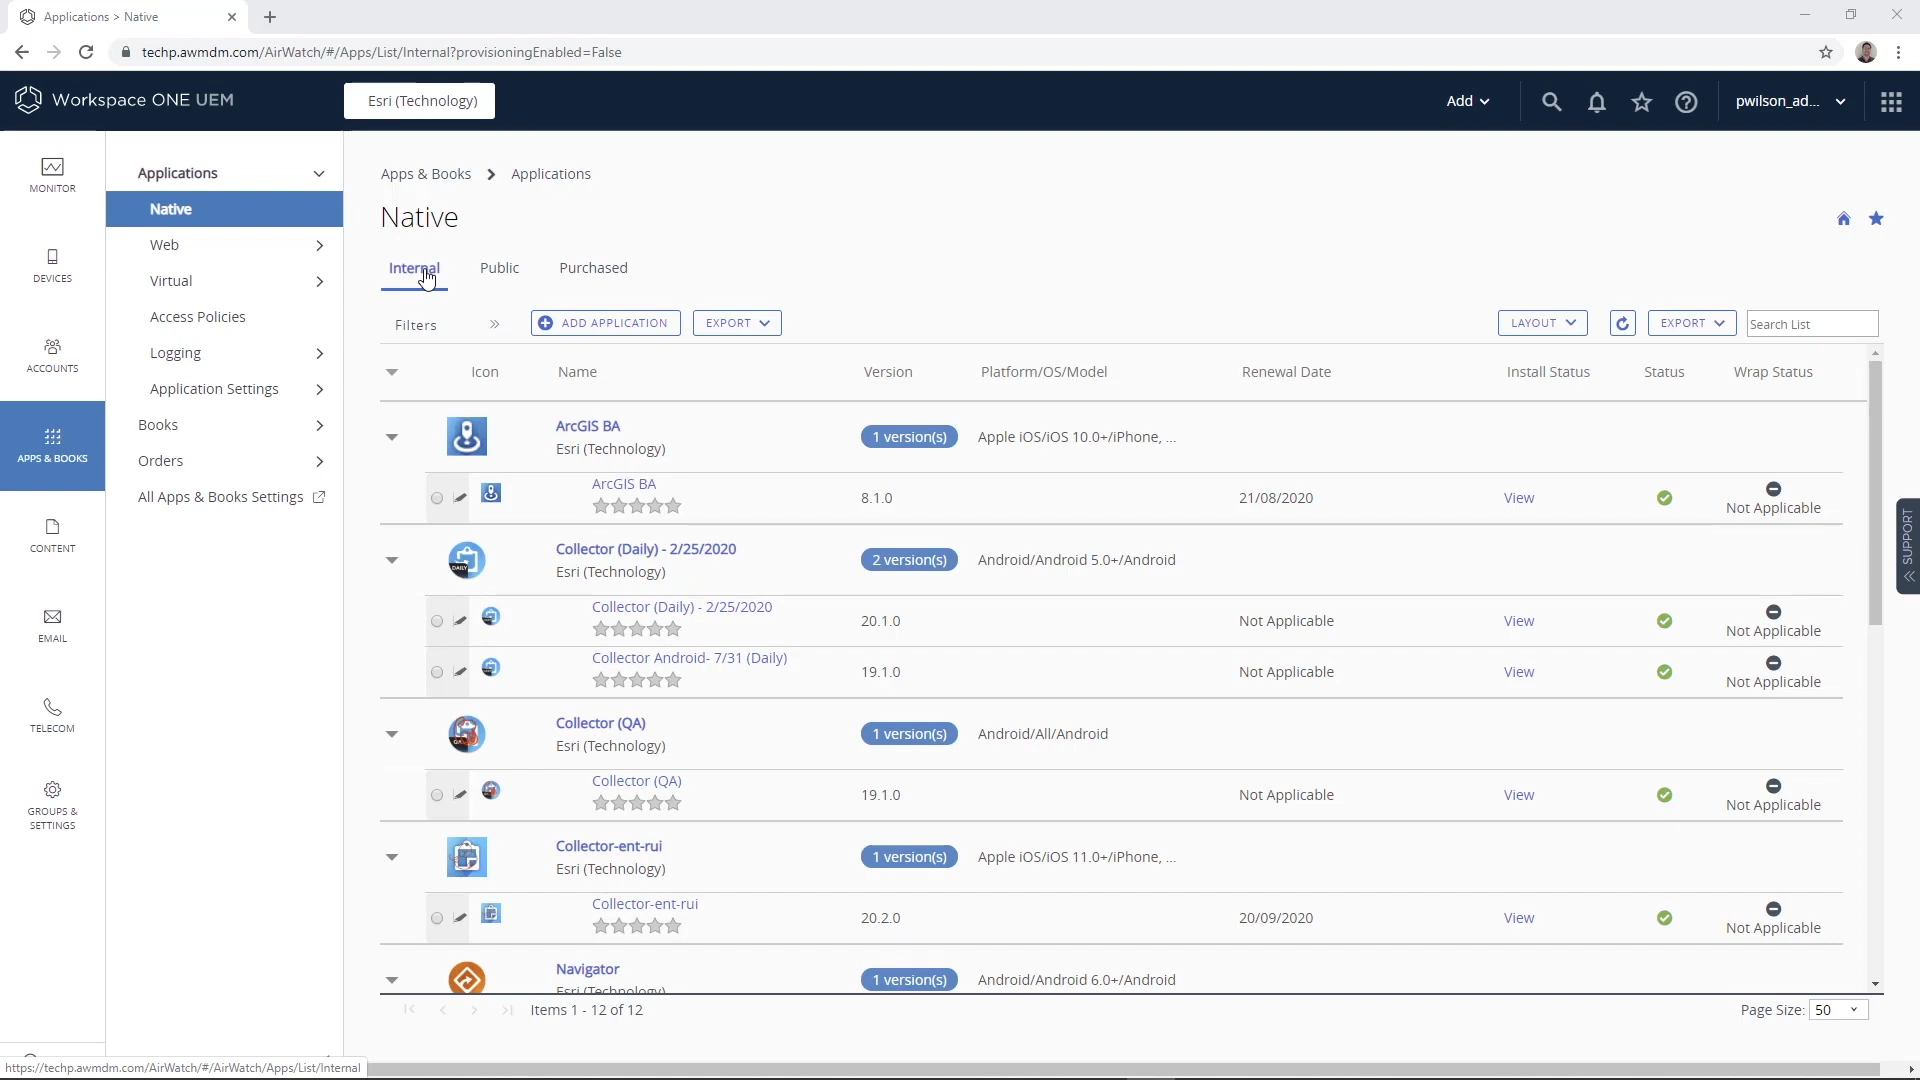 Applications > Native
techp.awmdm.com/AirWatch/#/Apps/List/Internal?provisioningEnabled=False
Workspace ONE UEM
Esri (Technology)
Add
pwilson_ad...
MONITOR
DEVICES
ACCOUNTS
APPS & BOOKS
CONTENT
EMAIL
TELECOM
GROUPS &
SETTINGS
Applications
Native
Web
Virtual
Access Policies
Logging
Application Settings
Books
Orders
All Apps & Books Settings
Apps & Books Applications
Native
Internal Public Purchased
Filters ADD APPLICATION EXPORT LAYOUT EXPORT Search List
Icon Name Version Platform/OS/Model Renewal Date Install Status Status Wrap Status
ArcGIS BA
Esri (Technology)
1 version(s) Apple iOS/iOS 10.0+/iPhone, ...
ArcGIS BA
8.1.0 21/08/2020 View Not Applicable
Collector (Daily) - 2/25/2020
Esri (Technology)
2 version(s) Android/Android 5.0+/Android
Collector (Daily) - 2/25/2020
20.1.0 Not Applicable View Not Applicable
Collector Android- 7/31 (Daily)
19.1.0 Not Applicable View Not Applicable
Collector (QA)
Esri (Technology)
1 version(s) Android/All/Android
Collector (QA)
19.1.0 Not Applicable View Not Applicable
Collector-ent-rui
Esri (Technology)
1 version(s) Apple iOS/iOS 11.0+/iPhone, ...
Collector-ent-rui
20.2.0 20/09/2020 View Not Applicable
Navigator
Esri (Technology)
1 version(s) Android/Android 6.0+/Android
Items 1 - 12 of 12
Page Size: 50
SUPPORT
https://techp.awmdm.com/AirWatch/#/AirWatch/Apps/List/Internal